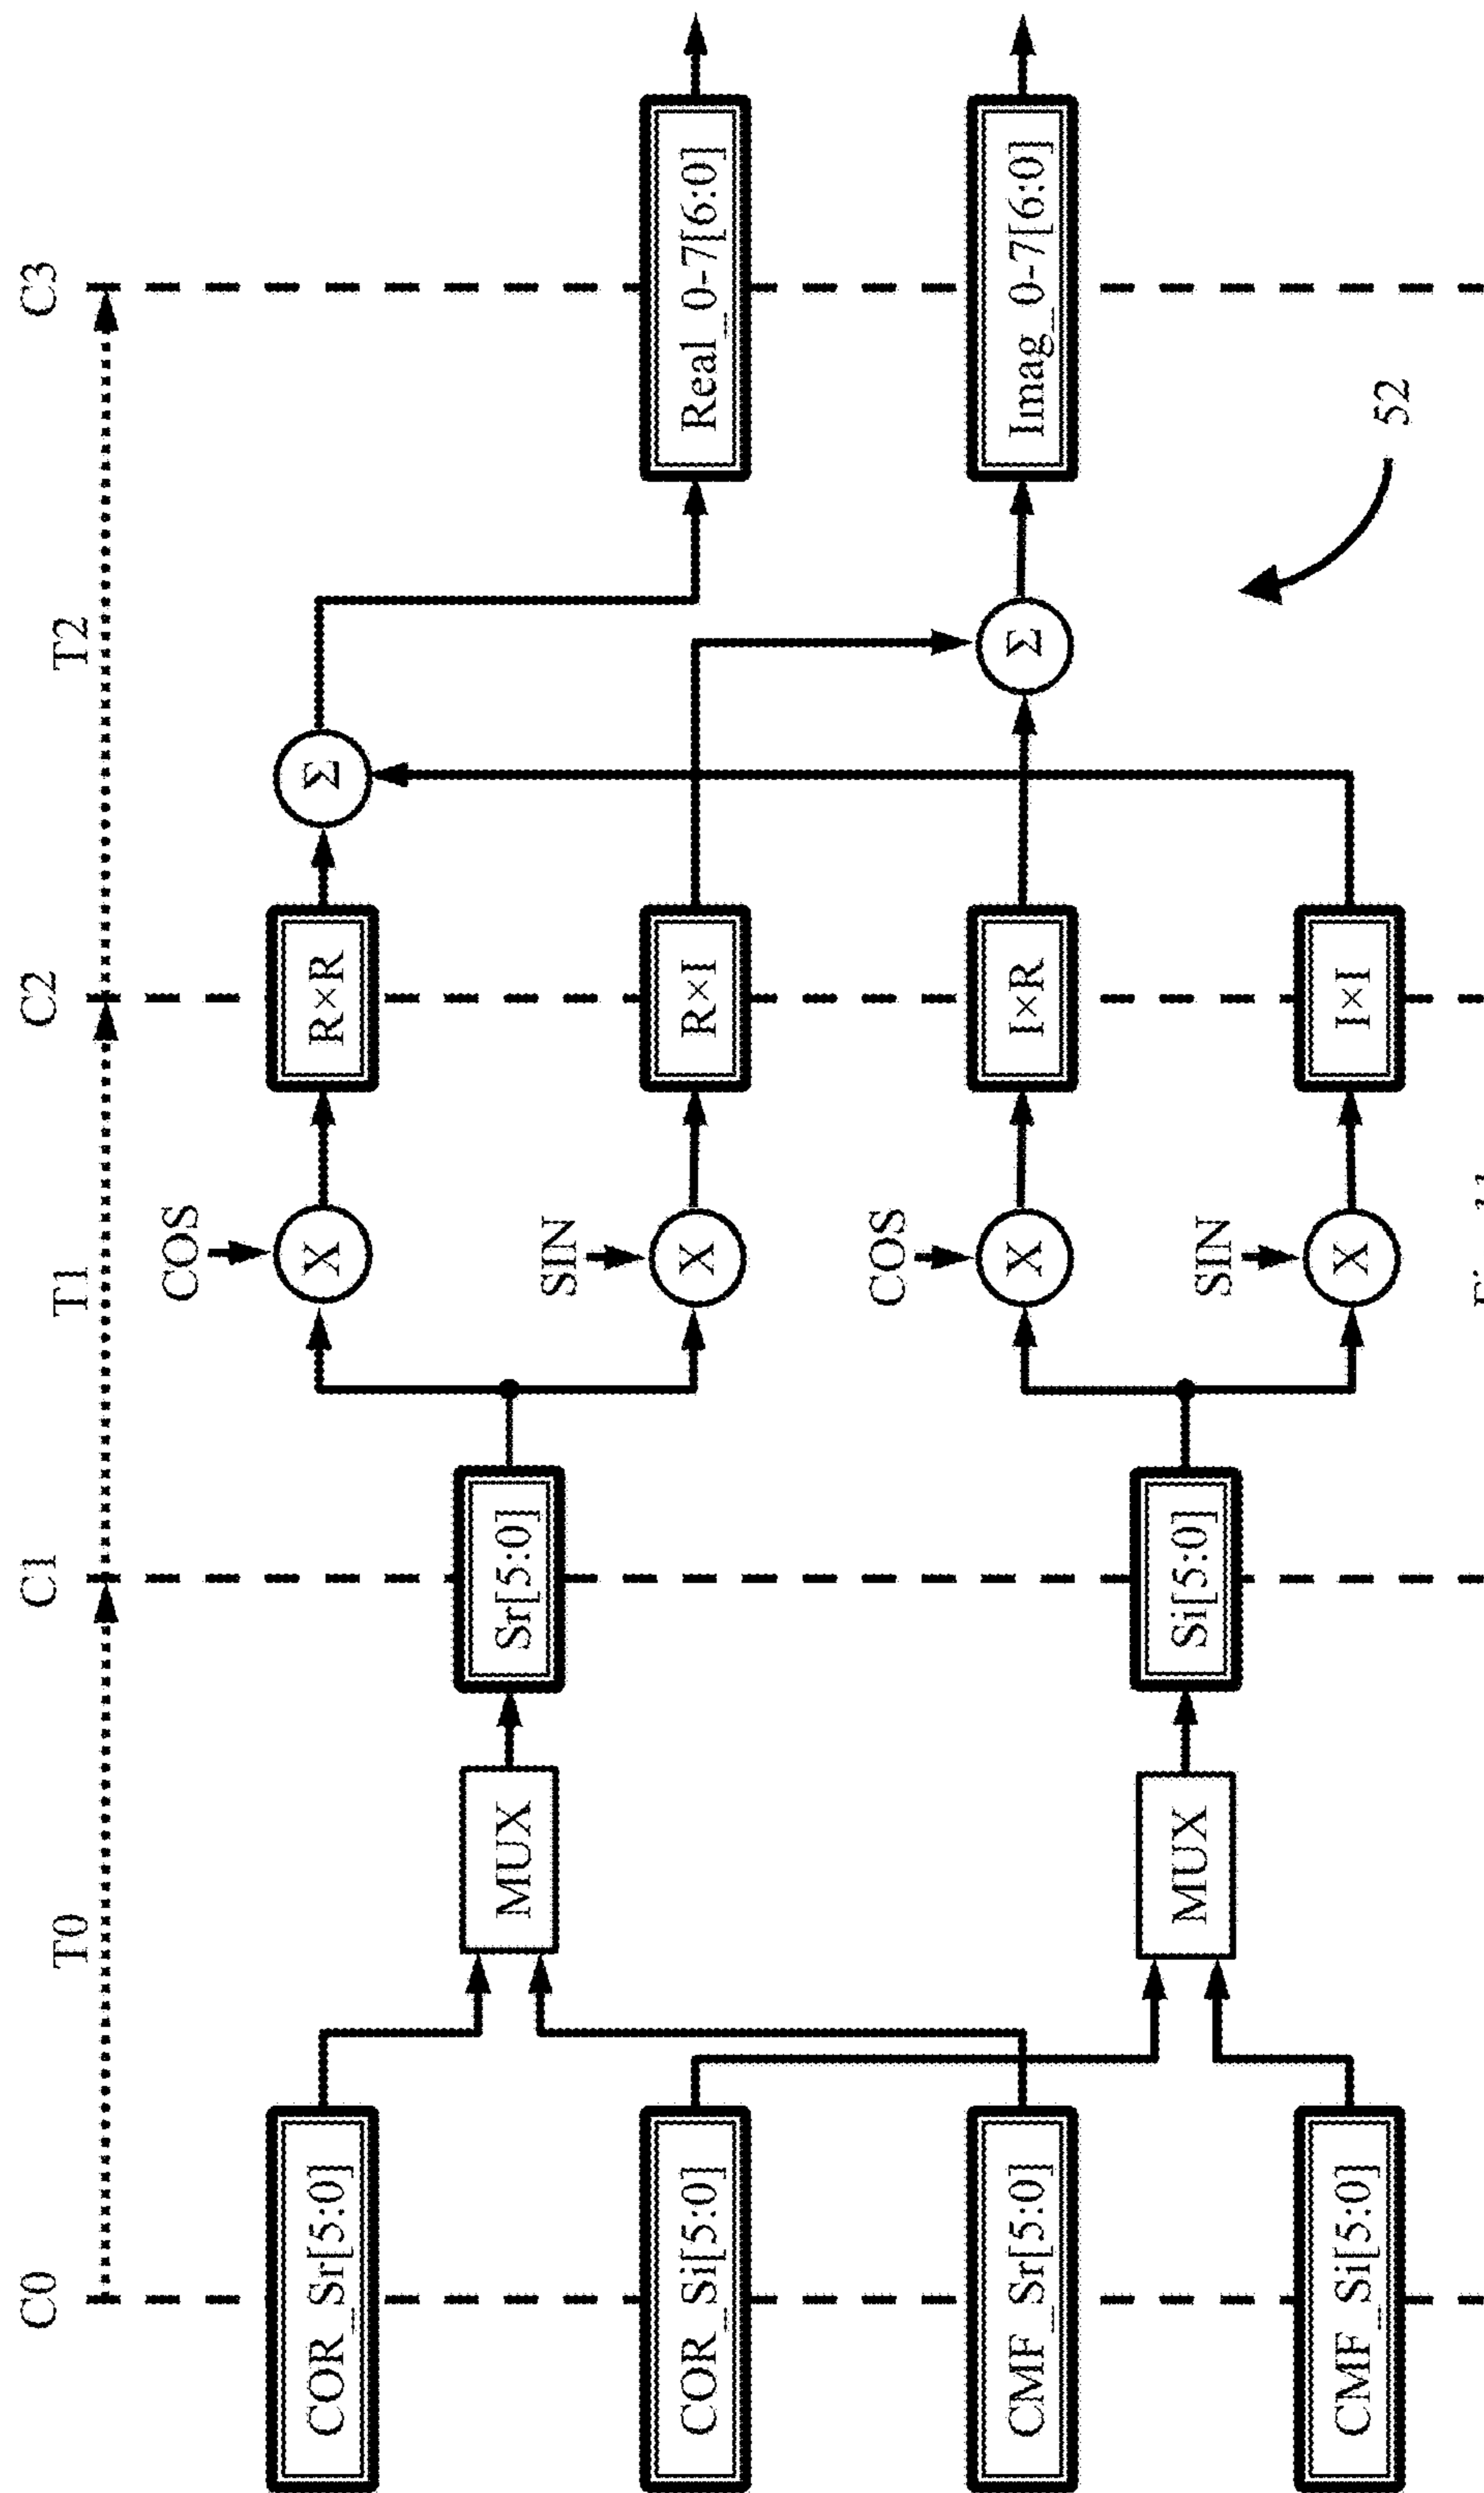 C0
C1
C2
C3
T0
T1
T2
COR_Sr[5:0]
COR_Si[5:0]
CMF_Sr[5:0]
CMF_Si[5:0]
MUX
MUX
Sr[5:0]
Si[5:0]
COS
X
SIN
X
COS
X
SIN
X
R×R
R×I
I×R
I×I
Σ
Σ
Real_0-7[6:0]
Imag_0-7[6:0]
52